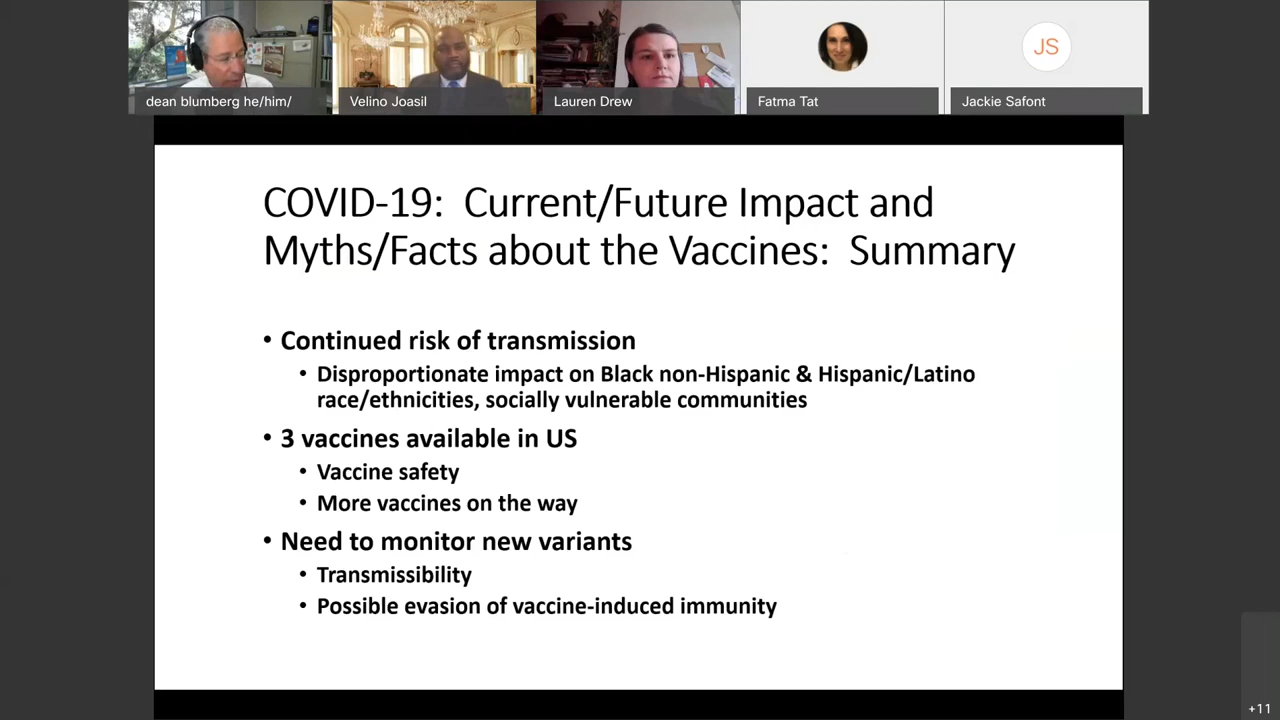 dean blumberg he/him/
Velino Joasil
Lauren Drew
Fatma Tat
JS
Jackie Safont
COVID-19:  Current/Future Impact and
Myths/Facts about the Vaccines:  Summary
• Continued risk of transmission
• Disproportionate impact on Black non-Hispanic & Hispanic/Latino
race/ethnicities, socially vulnerable communities
• 3 vaccines available in US
• Vaccine safety
• More vaccines on the way
• Need to monitor new variants
• Transmissibility
• Possible evasion of vaccine-induced immunity
+11